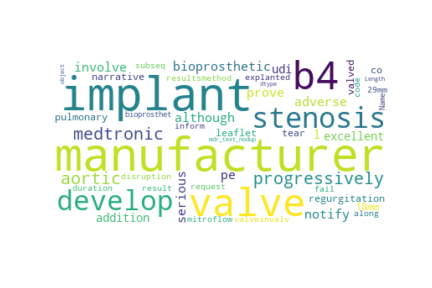 object
involve
subseq
bioprosthetic
udi
b4
valved
co
narrative
resultsmethod
explanted
dtype
code
Length
29mm
implant
bioprosthet
prove
Name
pulmonary
although
adverse
inform
stenosis
medtronic
leaflet
tear
l
excellent
mdr_text_nodup
manufacturer
aortic
disruption
serious
pe
progressively
duration
result
request
fail
regurgitation
develop
valve
notify
18mm
addition
mitroflow
valveinvalv
along